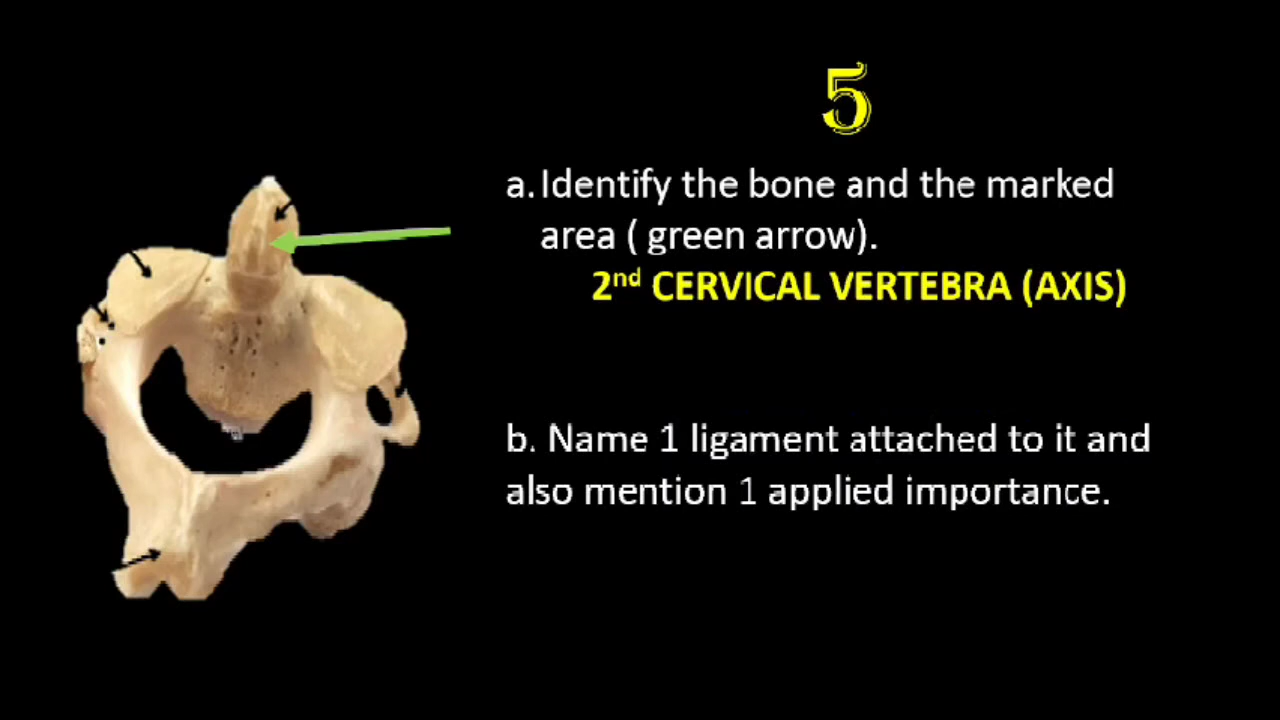 5
a. Identify the bone and the marked
area ( green arrow).
2nd CERVICAL VERTEBRA (AXIS)
b. Name 1 ligament attached to it and
also mention 1 applied importance.